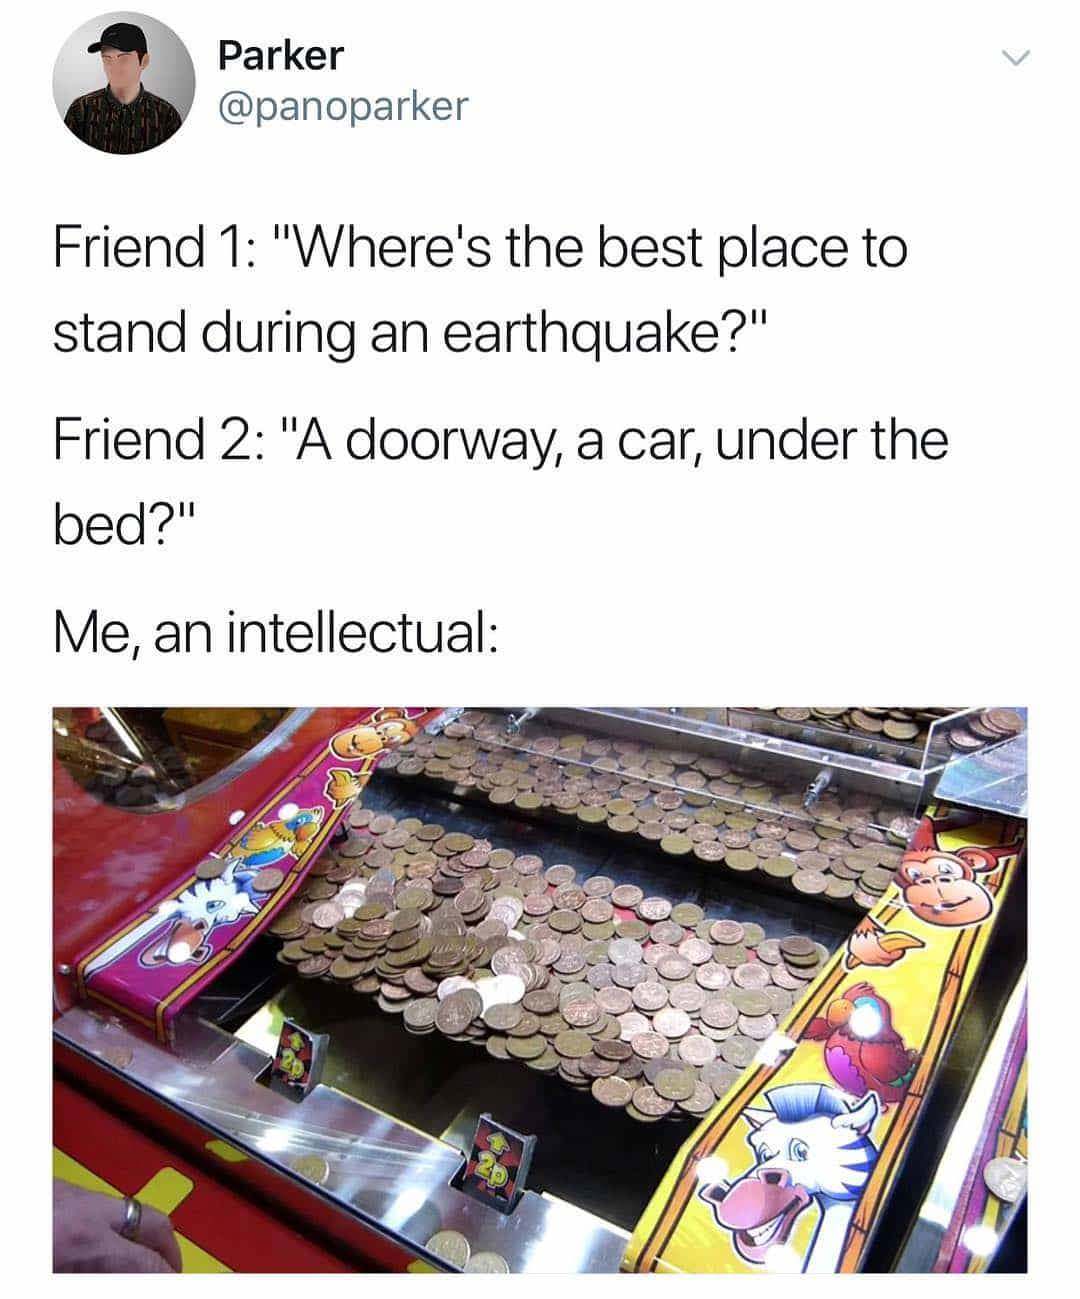 Parker
@panoparker
Friend 1: "Where's the best place to
stand during an earthquake?"
Friend 2: "A doorway, a car, under the
bed?"
Me, an intellectual:
2p
2p